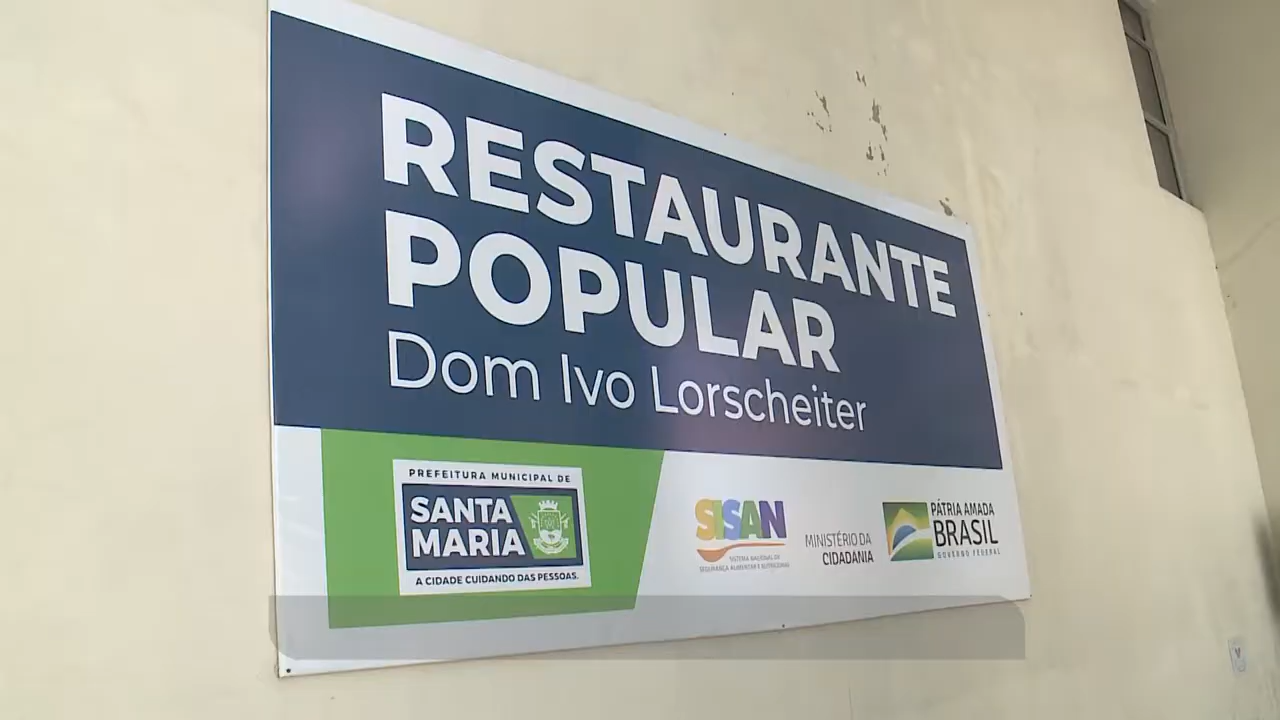 RESTAURANTE
POPULAR
Dom Ivo Lorscheiter
PREFEITURA MUNICIPAL DE
SANTA
MARIA
A CIDADE CUIDANDO DAS PESSOAS.
SISAN
SISTEMA NACIONAL DE
SEGURANÇA ALIMENTAR E NUTRICIONAL
MINISTÉRIO DA
CIDADANIA
PÁTRIA AMADA
BRASIL
GOVERNO FEDERAL